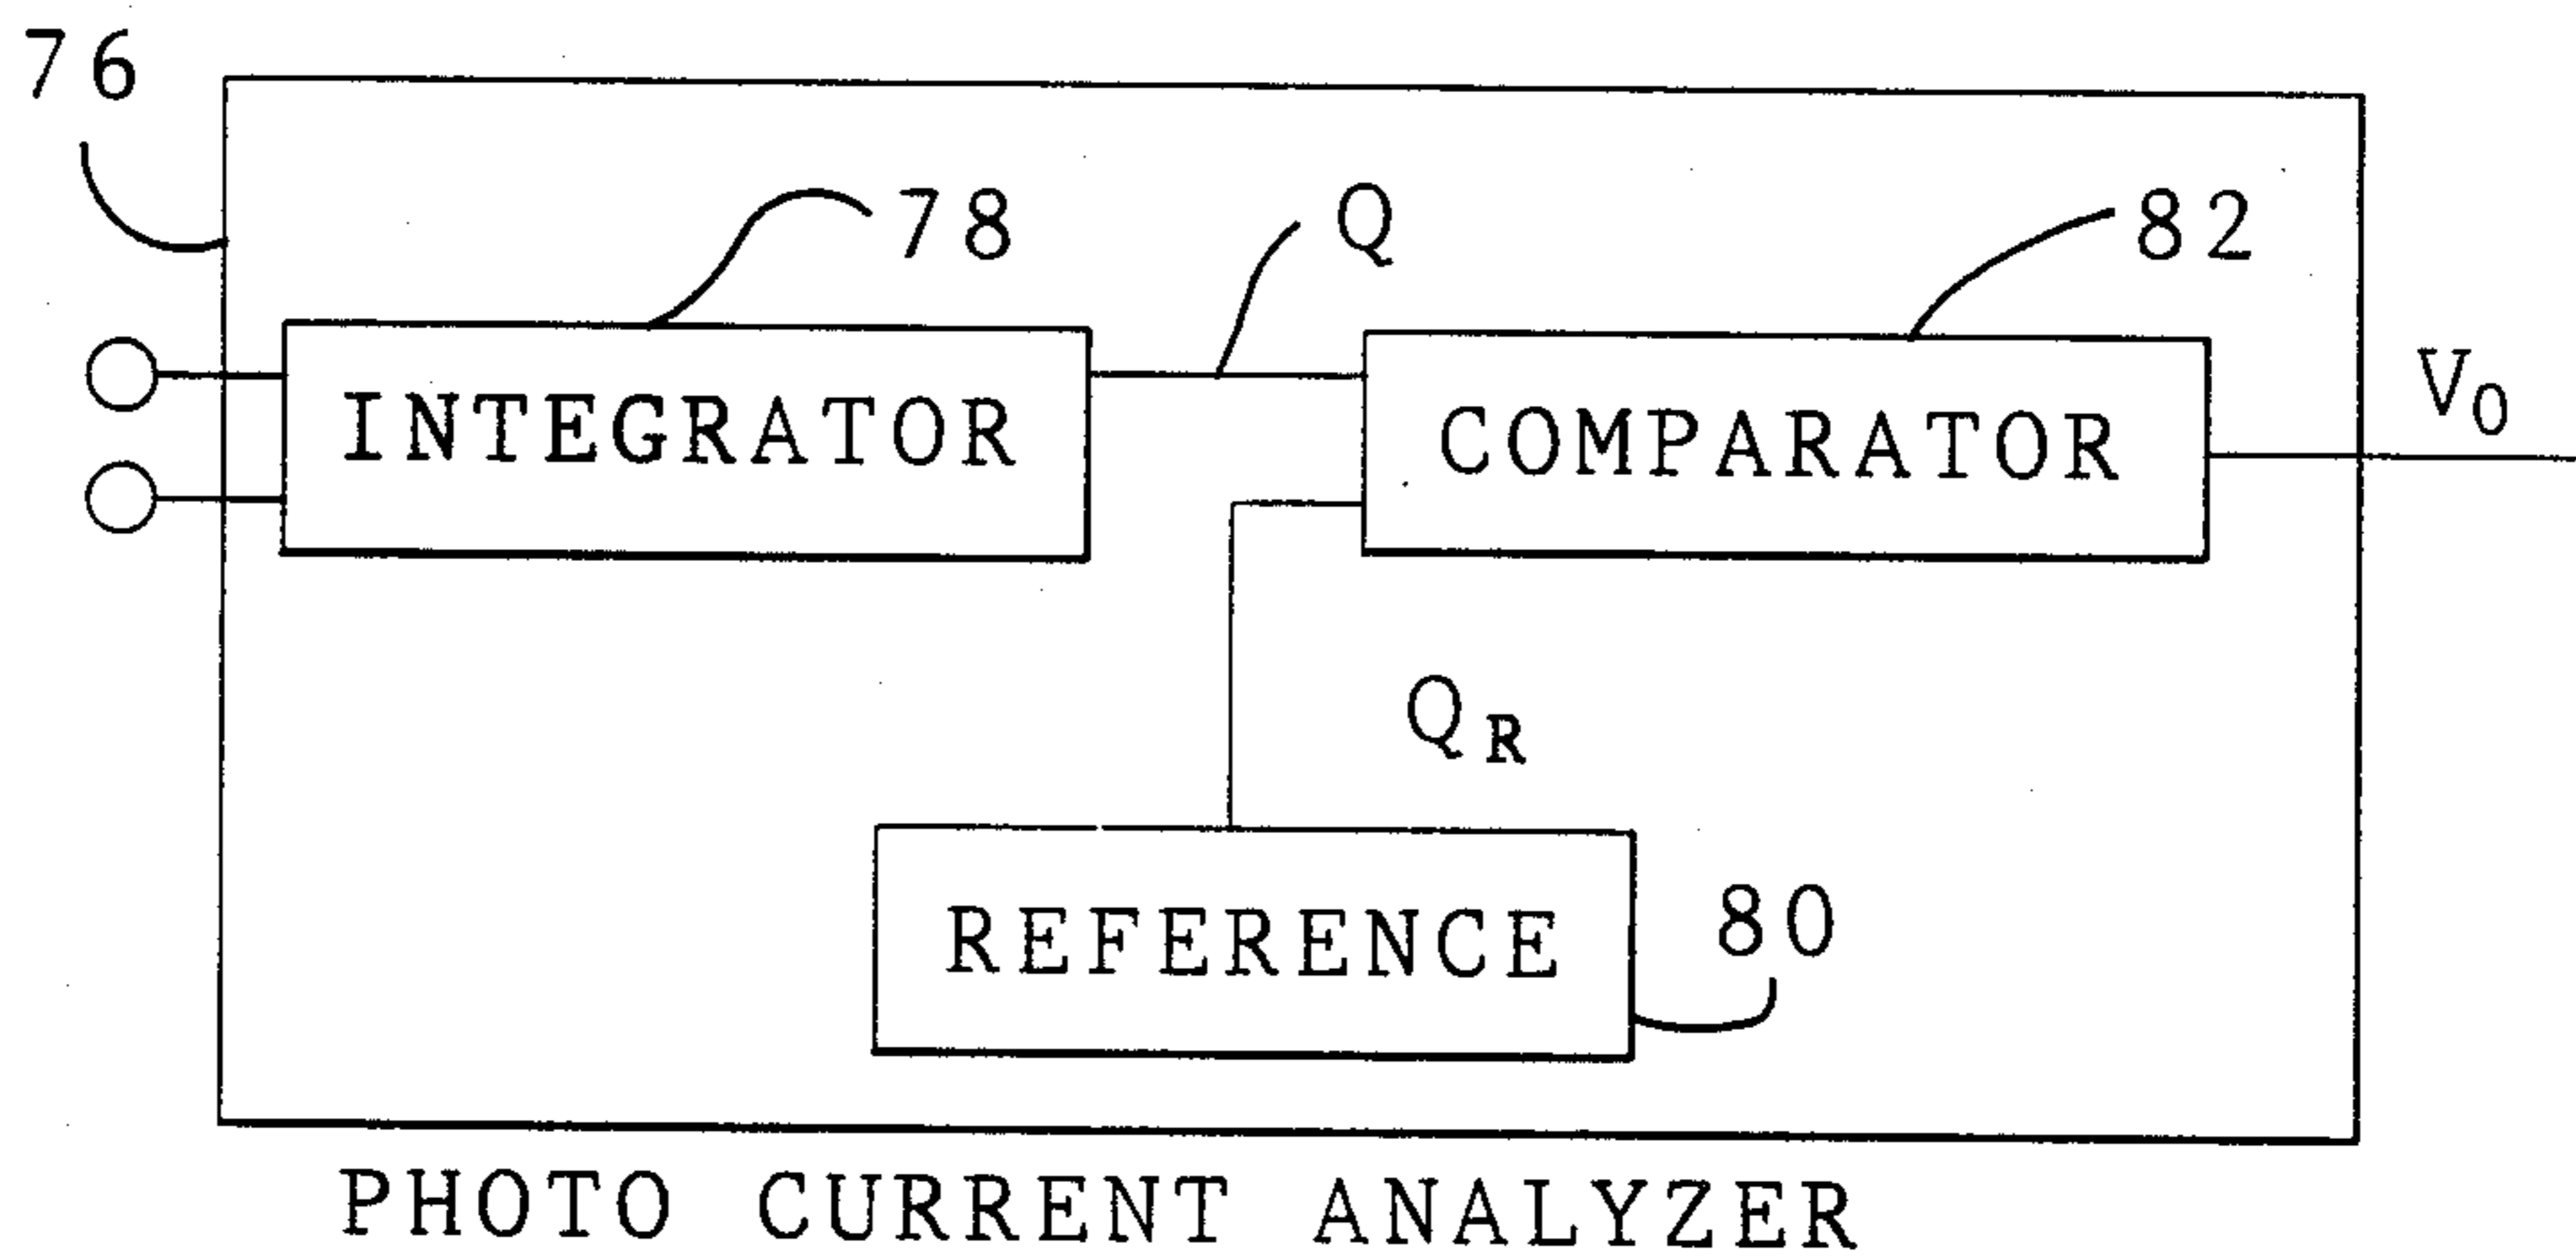 76
78
Q
82
INTEGRATOR
COMPARATOR
V0
QR
REFERENCE
80
PHOTO CURRENT ANALYZER